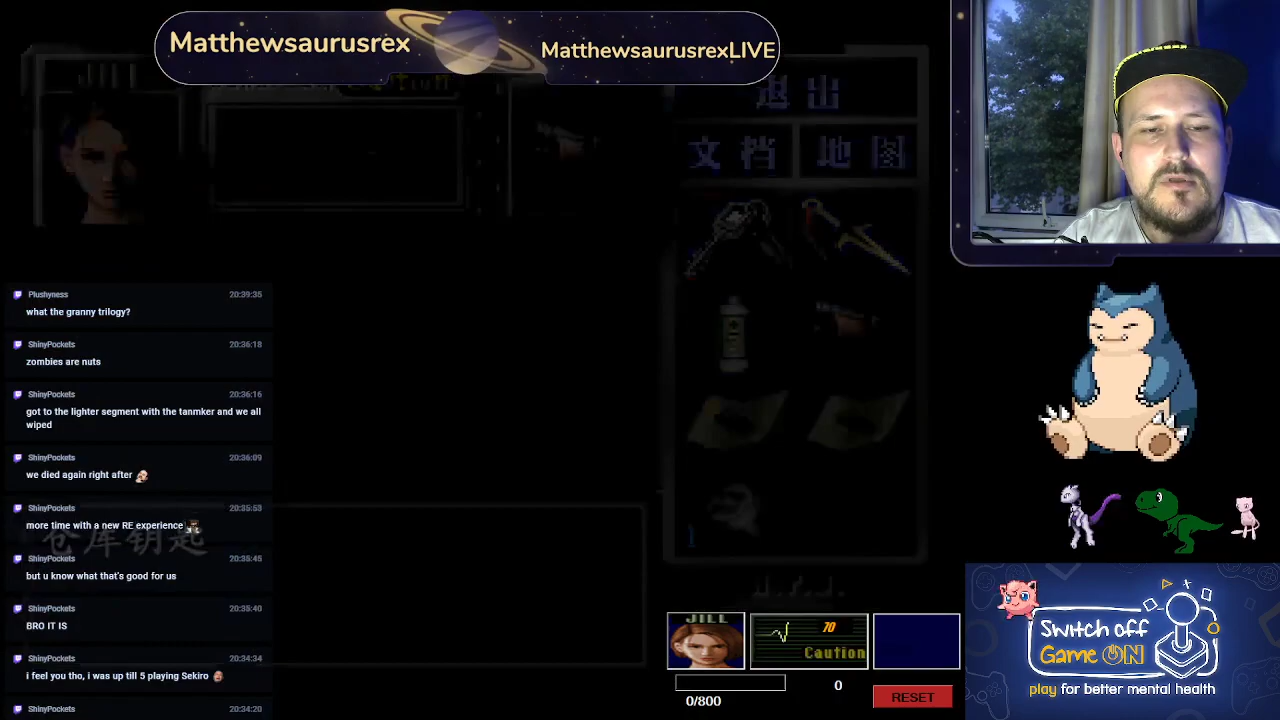 Matthewsaurusrex
MatthewsaurusrexLIVE
JILL
退出
文档 地图
Plushyness 20:39:35
what the granny trilogy?
ShinyPockets 20:36:18
zombies are nuts
ShinyPockets 20:36:16
got to the lighter segment with the tanmker and we all
wiped
ShinyPockets 20:36:09
we died again right after
ShinyPockets 20:35:53
more time with a new RE experience
仓库钥匙
ShinyPockets 20:35:45
but u know what that's good for us
ShinyPockets 20:35:40
BRO IT IS
ShinyPockets 20:34:34
i feel you tho, i was up till 5 playing Sekiro
ShinyPockets 20:34:20
1
JILL
70
Caution
0/800
0
RESET
Switch off
Game ON
play for better mental health